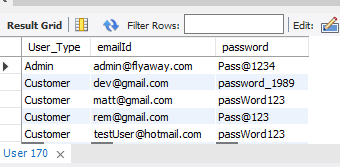 Result Grid Filter Rows: Edit:
User_Type emailId password
Admin admin@flyaway.com Pass@1234
Customer dev@gmail.com password_1989
Customer matt@gmail.com passWord123
Customer rem@gmail.com Pass@123
Customer testUser@hotmail.com passWord123
User 170